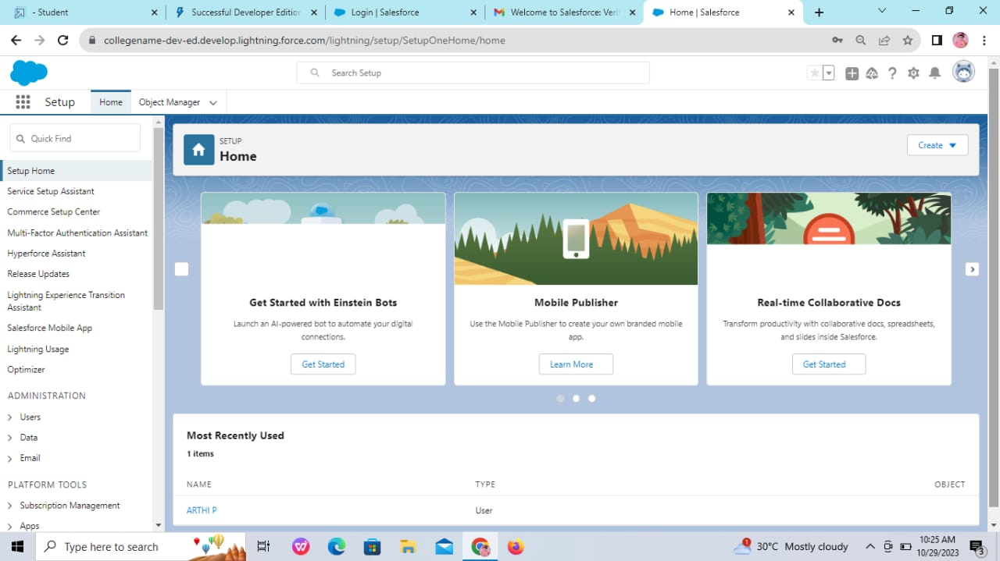 - Student
Successful Developer Edition
Login | Salesforce
Welcome to Salesforce: Veri
Home | Salesforce
collegename-dev-ed.develop.lightning.force.com/lightning/setup/SetupOneHome/home
Search Setup
Setup
Home
Object Manager
Quick Find
Setup Home
Service Setup Assistant
Commerce Setup Center
Multi-Factor Authentication Assistant
Hyperforce Assistant
Release Updates
Lightning Experience Transition
Assistant
Salesforce Mobile App
Lightning Usage
Optimizer
ADMINISTRATION
Users
Data
Email
PLATFORM TOOLS
Subscription Management
Apps
SETUP
Home
Create
Get Started with Einstein Bots
Launch an AI-powered bot to automate your digital
connections.
Get Started
Mobile Publisher
Use the Mobile Publisher to create your own branded mobile
app.
Learn More
Real-time Collaborative Docs
Transform productivity with collaborative docs, spreadsheets,
and slides inside Salesforce.
Get Started
Most Recently Used
1 items
NAME TYPE OBJECT
ARTHI P User
Type here to search
1
30°C Mostly cloudy
10:25 AM
10/29/2023
3